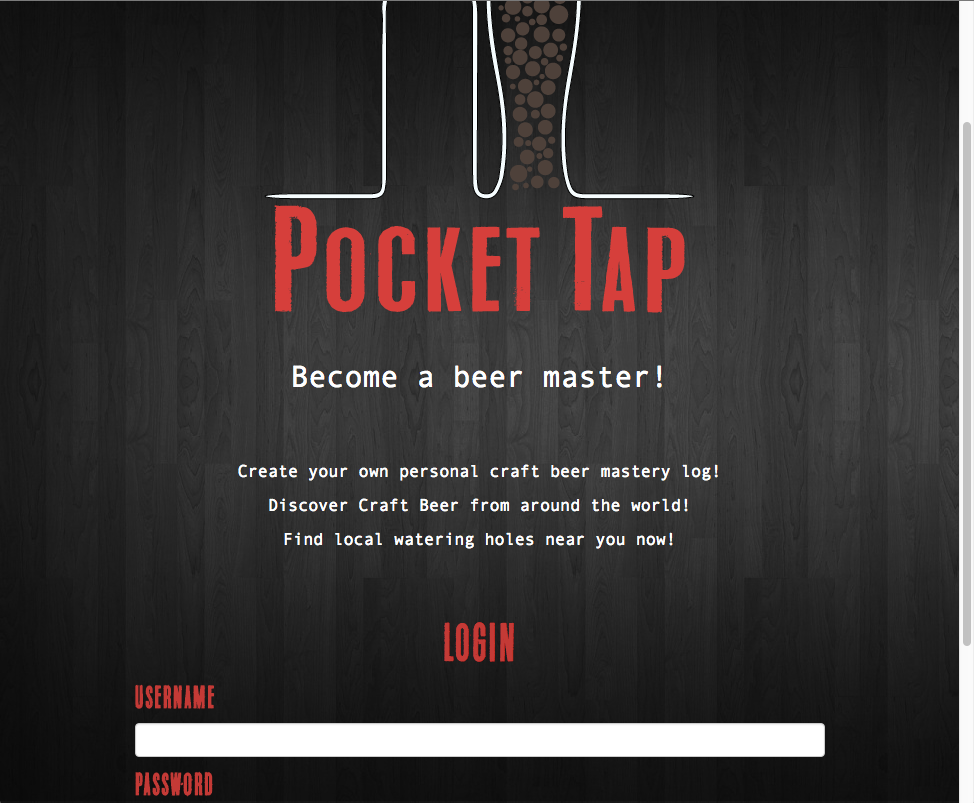 Pocket Tap
Become a beer master!
Create your own personal craft beer mastery log!
Discover Craft Beer from around the world!
Find local watering holes near you now!
LOGIN
USERNAME
PASSWORD